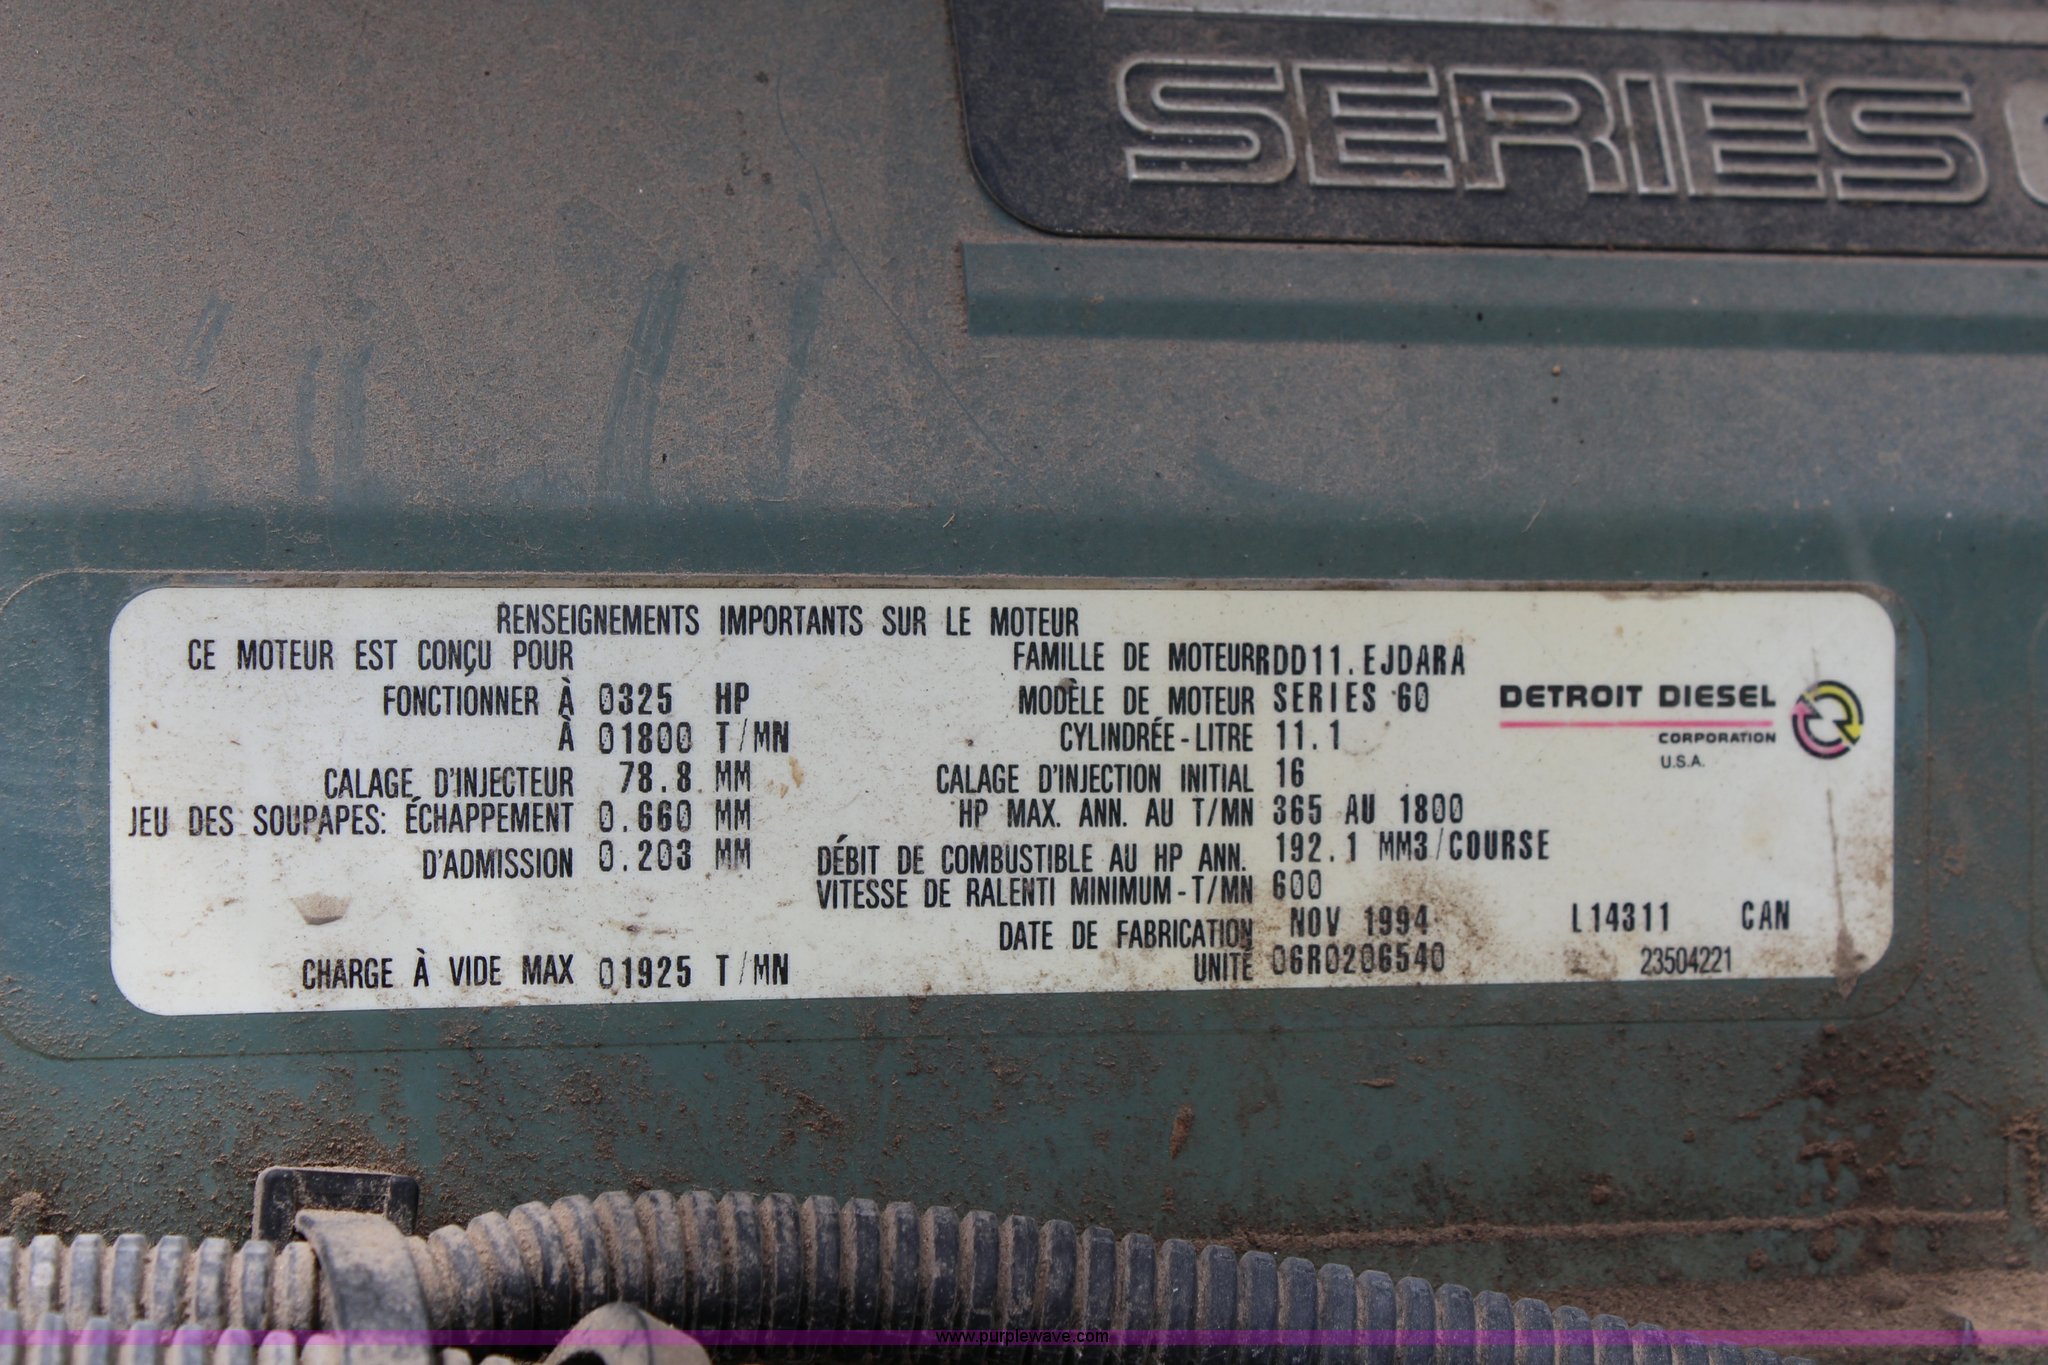 SERIES
RENSEIGNEMENTS IMPORTANTS SUR LE MOTEUR
CE MOTEUR EST CONÇU POUR
FONCTIONNER À 0325 HP
À 01800 T/MN
CALAGE D'INJECTEUR 78.8 MM
JEU DES SOUPAPES: ÉCHAPPEMENT 0.660 MM
D'ADMISSION 0.203 MM
CHARGE À VIDE MAX 01925 T/MN
FAMILLE DE MOTEUR RDD11.EJDARA
MODÈLE DE MOTEUR SERIES 60
CYLINDRÉE-LITRE 11.1
CALAGE D'INJECTION INITIAL 16
HP MAX. ANN. AU T/MN 365 AU 1800
DÉBIT DE COMBUSTIBLE AU HP ANN. 192.1 MM3/COURSE
VITESSE DE RALENTI MINIMUM-T/MN 600
DATE DE FABRICATION NOV 1994
UNITÉ 06R0206540
DETROIT DIESEL
CORPORATION
U.S.A.
L14311 CAN
23504221
www.purplewave.com